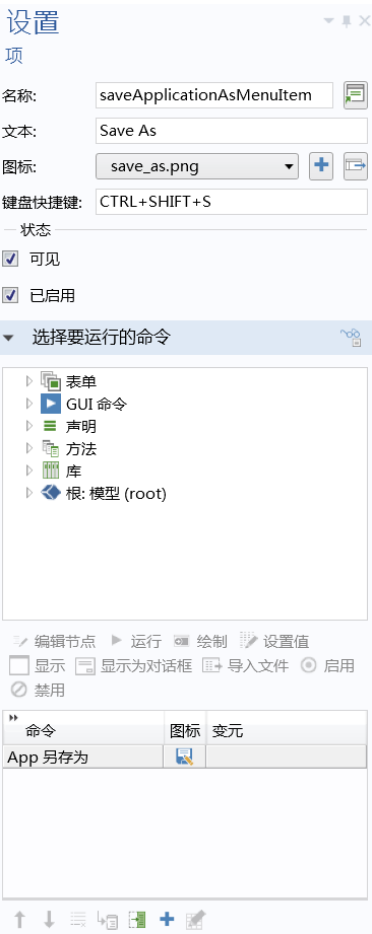 设置
项
名称: saveApplicationAsMenuItem
文本: Save As
图标: save_as.png
键盘快捷键: CTRL+SHIFT+S
状态
可见
已启用
选择要运行的命令
表单
GUI 命令
声明
方法
库
根: 模型 (root)
编辑节点 运行 绘制 设置值
显示 显示为对话框 导入文件 启用
禁用
命令 图标 变元
App 另存为